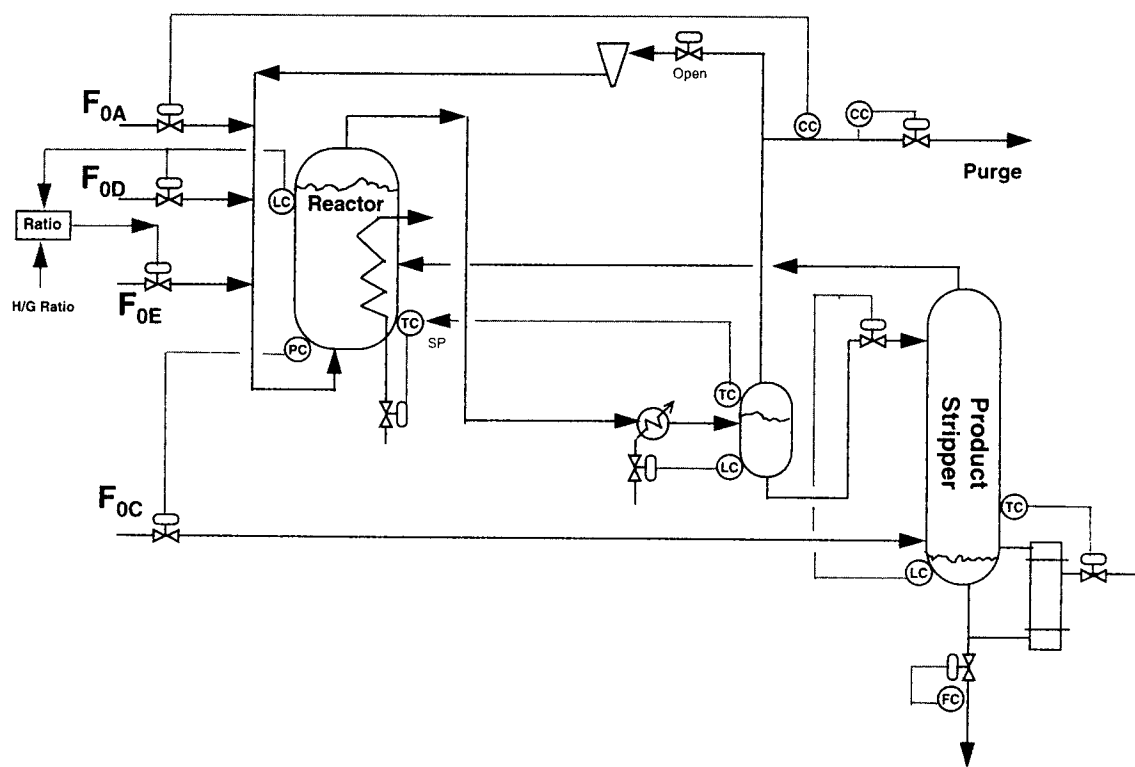 Open
F0A
CC
CC
Purge
F0D
LC
Reactor
Ratio
H/G Ratio
F0E
TC
SP
PC
TC
LC
Product
Stripper
F0C
TC
LC
FC